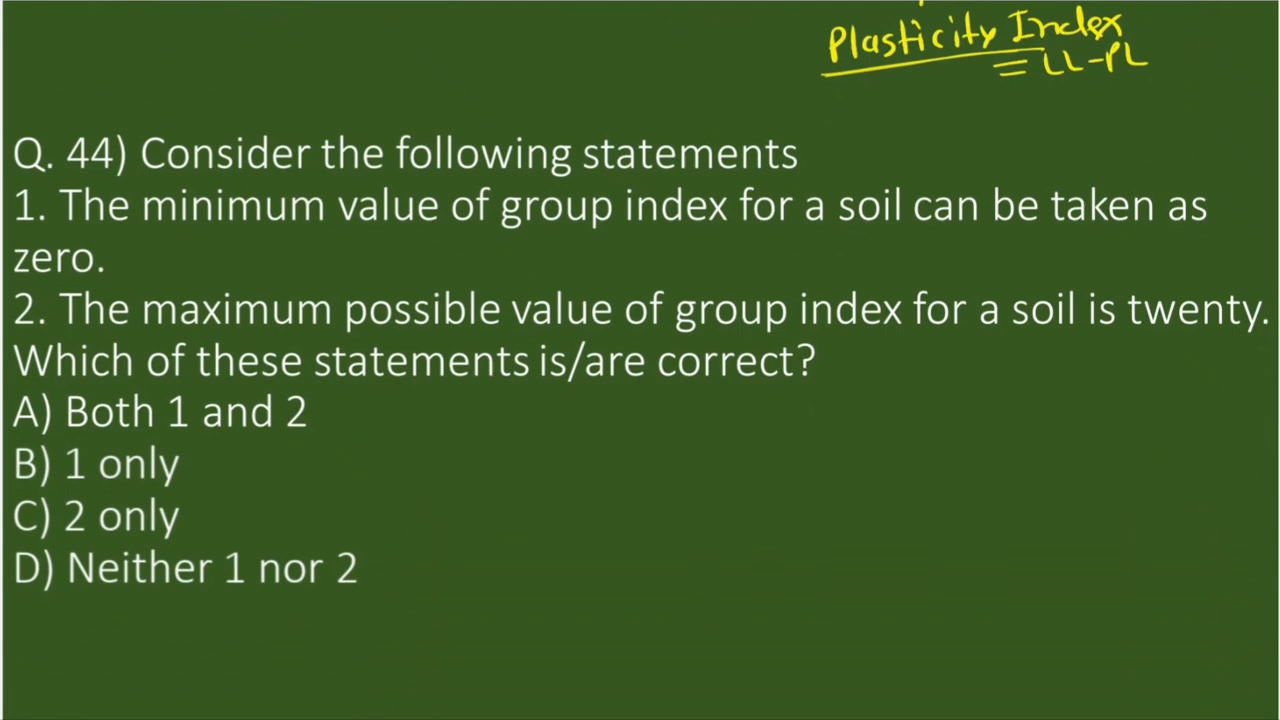 Plasticity Index
= LL-PL
Q. 44) Consider the following statements
1. The minimum value of group index for a soil can be taken as
zero.
2. The maximum possible value of group index for a soil is twenty.
Which of these statements is/are correct?
A) Both 1 and 2
B) 1 only
C) 2 only
D) Neither 1 nor 2